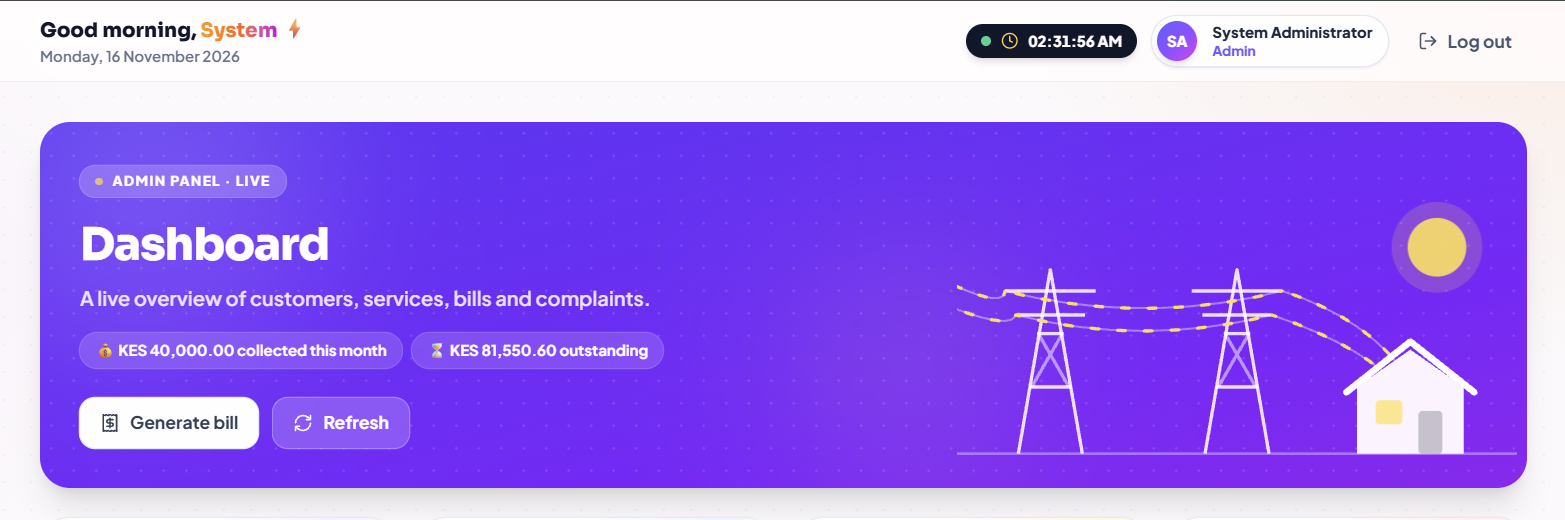 Good morning, System
Monday, 16 November 2026
02:31:56 AM
SA
System Administrator
Admin
Log out
ADMIN PANEL · LIVE
Dashboard
A live overview of customers, services, bills and complaints.
KES 40,000.00 collected this month
KES 81,550.60 outstanding
Generate bill
Refresh